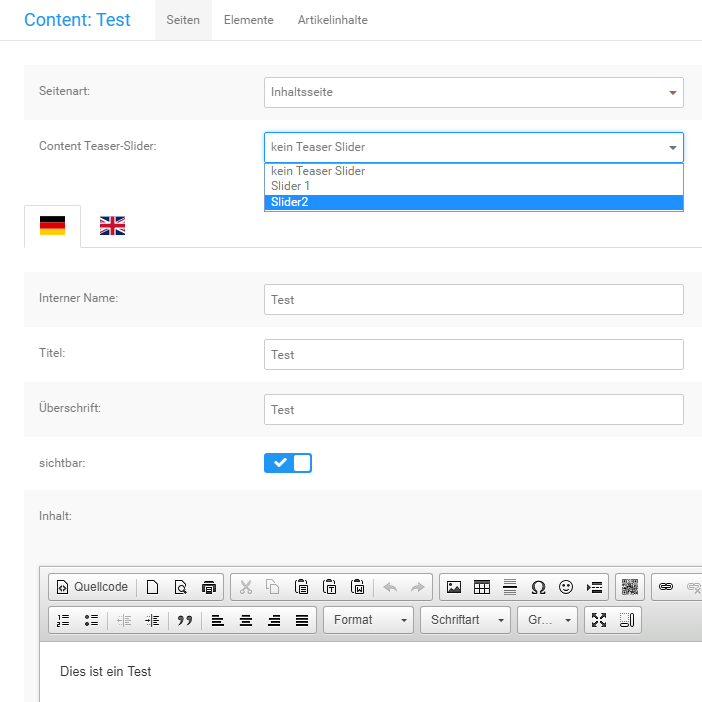 Content: Test Seiten Elemente Artikelinhalte
Seitenart: Inhaltsseite
Content Teaser-Slider: kein Teaser Slider
kein Teaser Slider
Slider 1
Slider2
Interner Name: Test
Titel: Test
Überschrift: Test
sichtbar:
Inhalt:
Quellcode
Format Schriftart Gr...
Dies ist ein Test